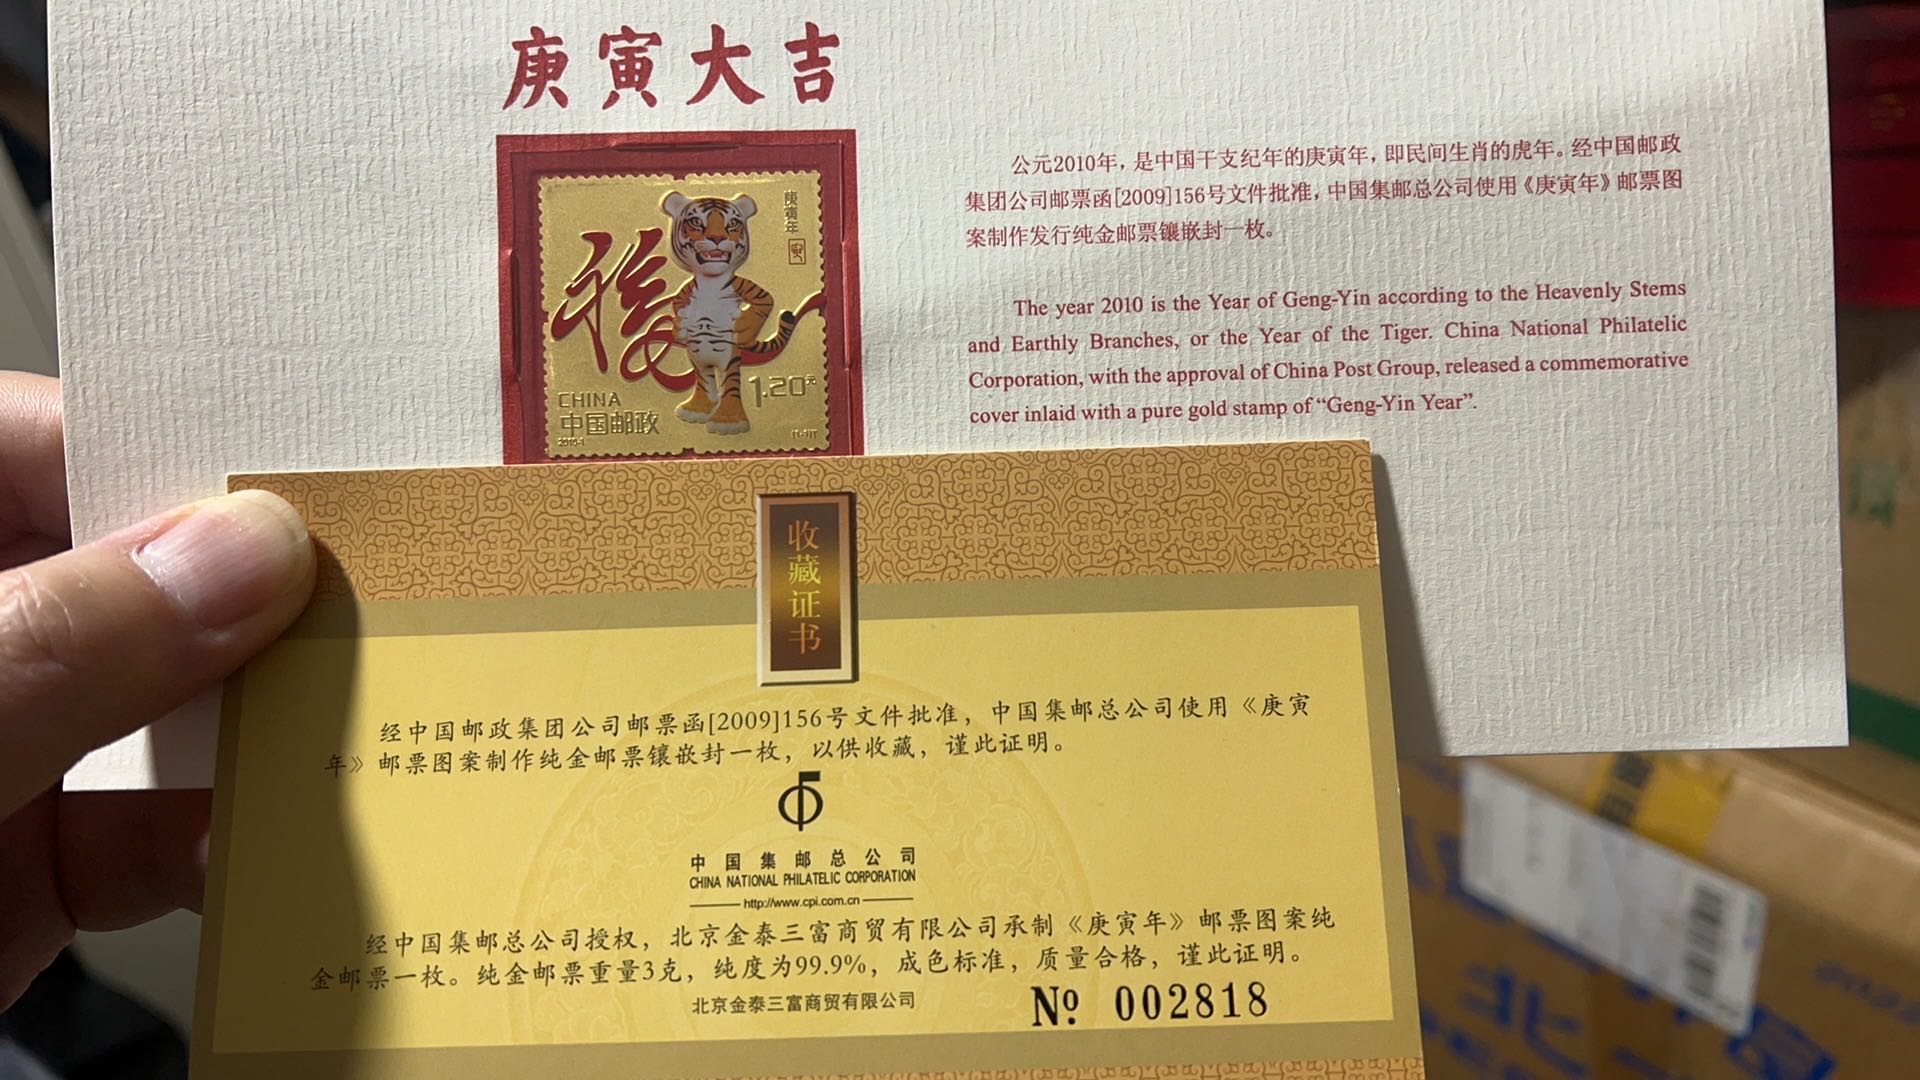 庚寅大吉
福
庚寅年
CHINA
中国邮政
2010-1
1.20元
(1-1)T
公元2010年，是中国干支纪年的庚寅年，即民间生肖的虎年。经中国邮政
集团公司邮票函[2009]156号文件批准，中国集邮总公司使用《庚寅年》邮票图
案制作发行纯金邮票镶嵌封一枚。
The year 2010 is the Year of Geng-Yin according to the Heavenly Stems
and Earthly Branches, or the Year of the Tiger. China National Philatelic
Corporation, with the approval of China Post Group, released a commemorative
cover inlaid with a pure gold stamp of “Geng-Yin Year”.
收藏证书
经中国邮政集团公司邮票函[2009]156号文件批准，中国集邮总公司使用《庚寅
年》邮票图案制作纯金邮票镶嵌封一枚，以供收藏，谨此证明。
中国集邮总公司
CHINA NATIONAL PHILATELIC CORPORATION
http://www.cpi.com.cn
经中国集邮总公司授权，北京金泰三富商贸有限公司承制《庚寅年》邮票图案纯
金邮票一枚。纯金邮票重量3克，纯度为99.9%，成色标准，质量合格，谨此证明。
北京金泰三富商贸有限公司
№ 002818